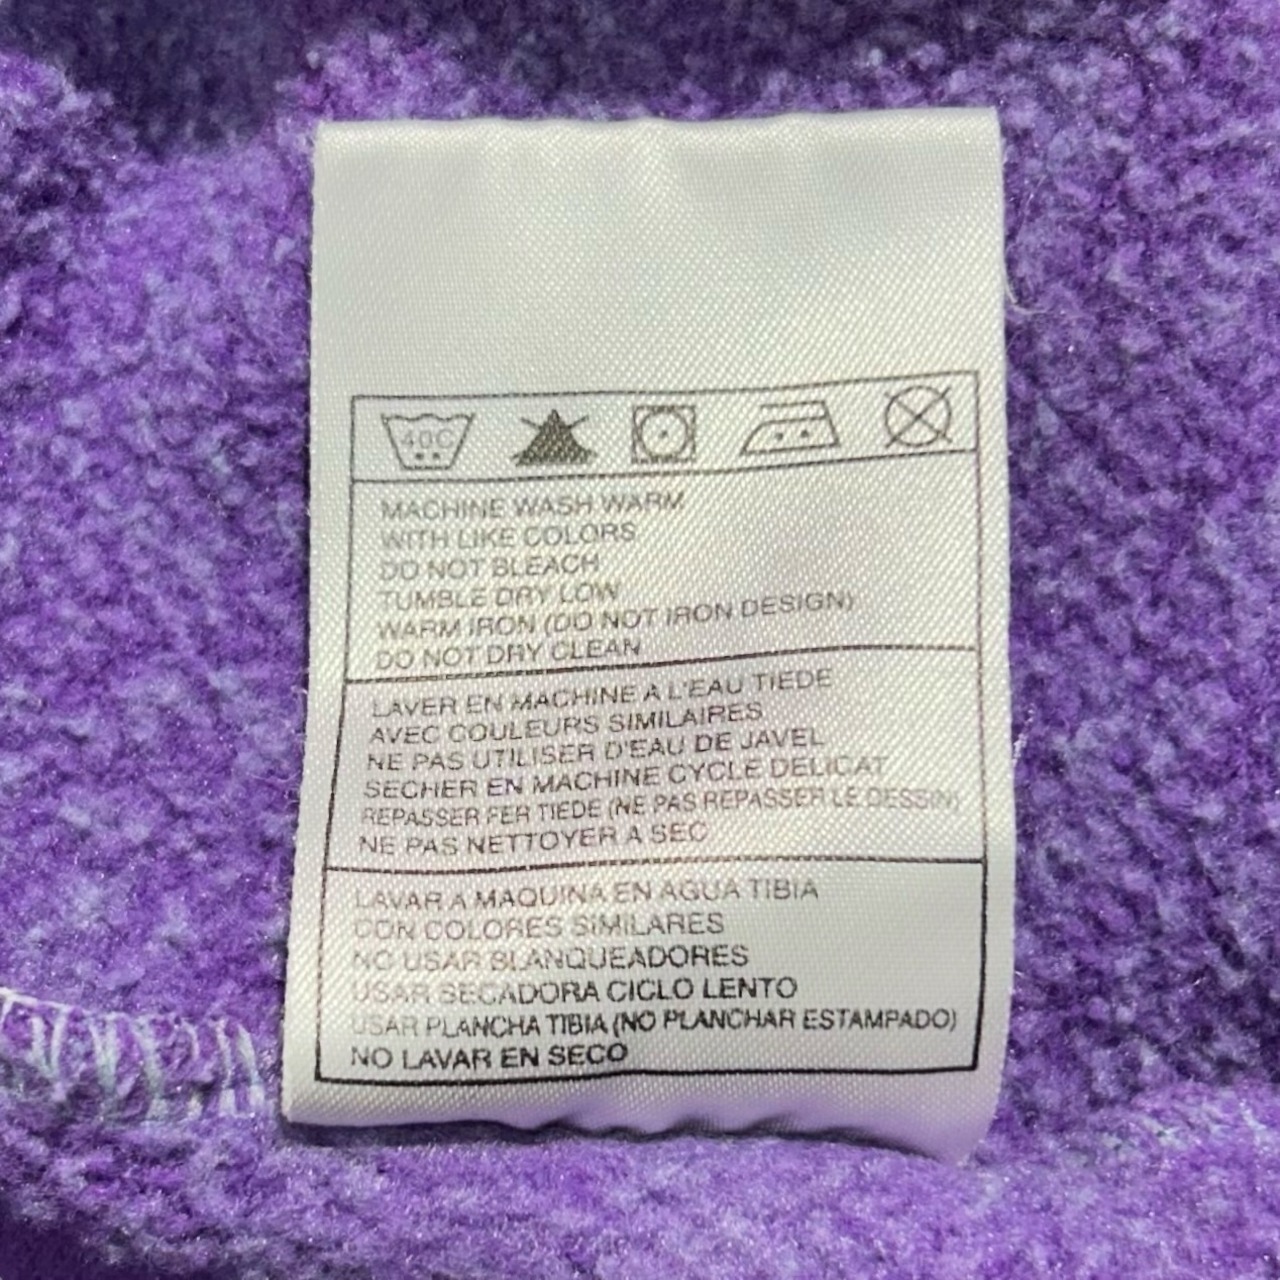 40C
MACHINE WASH WARM
WITH LIKE COLORS
DO NOT BLEACH
TUMBLE DRY LOW
WARM IRON (DO NOT IRON DESIGN)
DO NOT DRY CLEAN
LAVER EN MACHINE A L'EAU TIEDE
AVEC COULEURS SIMILAIRES
NE PAS UTILISER D'EAU DE JAVEL
SECHER EN MACHINE CYCLE DELICAT
REPASSER FER TIEDE (NE PAS REPASSER LE DESSIN)
NE PAS NETTOYER A SEC
LAVAR A MAQUINA EN AGUA TIBIA
CON COLORES SIMILARES
NO USAR BLANQUEADORES
USAR SECADORA CICLO LENTO
USAR PLANCHA TIBIA (NO PLANCHAR ESTAMPADO)
NO LAVAR EN SECO